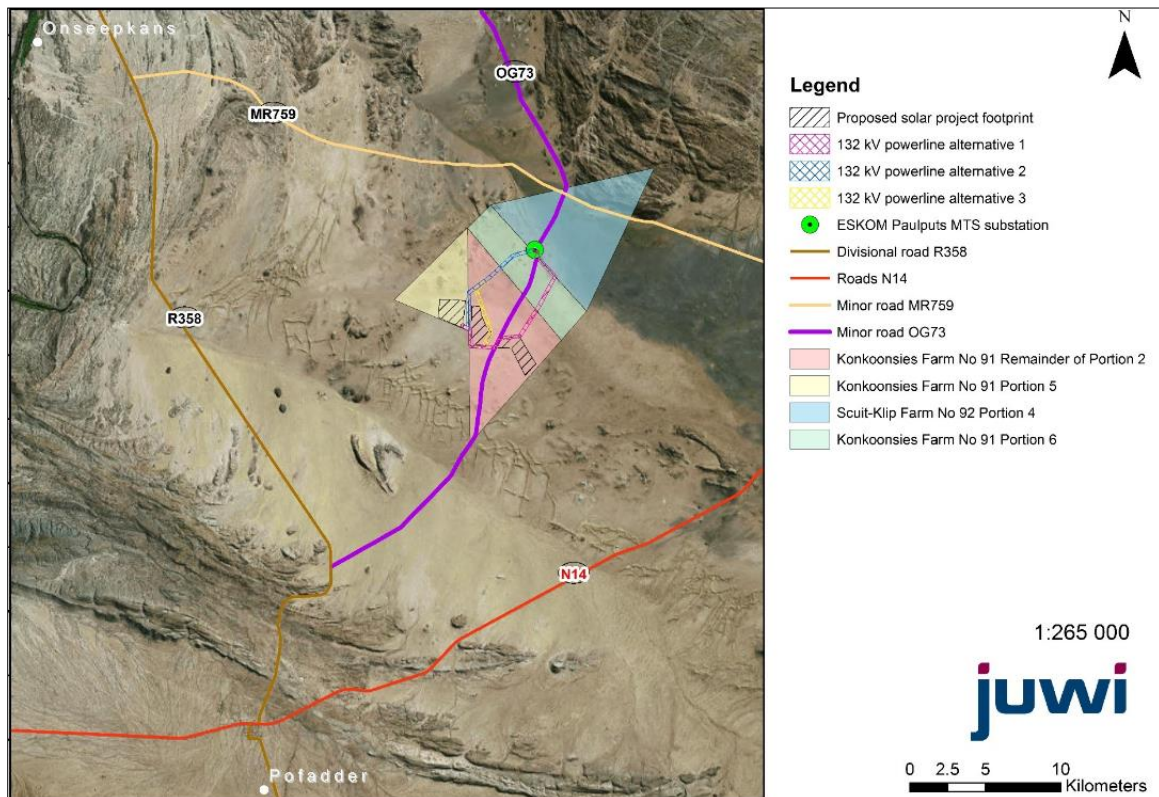 Onseepkans
OG73
MR759
R358
N14
Pofadder
N
Legend
Proposed solar project footprint
132 kV powerline alternative 1
132 kV powerline alternative 2
132 kV powerline alternative 3
ESKOM Paulputs MTS substation
Divisional road R358
Roads N14
Minor road MR759
Minor road OG73
Konkoonsies Farm No 91 Remainder of Portion 2
Konkoonsies Farm No 91 Portion 5
Scuit-Klip Farm No 92 Portion 4
Konkoonsies Farm No 91 Portion 6
1:265 000
juwi
0 2.5 5 10
Kilometers